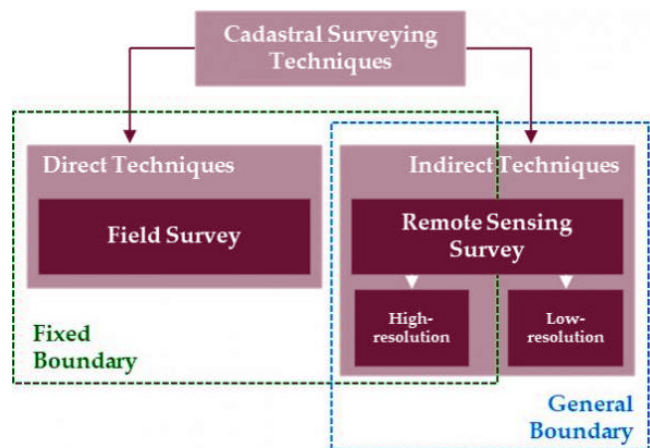 Cadastral Surveying
Techniques
Direct Techniques
Field Survey
Indirect Techniques
Remote Sensing
Survey
High-
resolution
Low-
resolution
Fixed
Boundary
General
Boundary